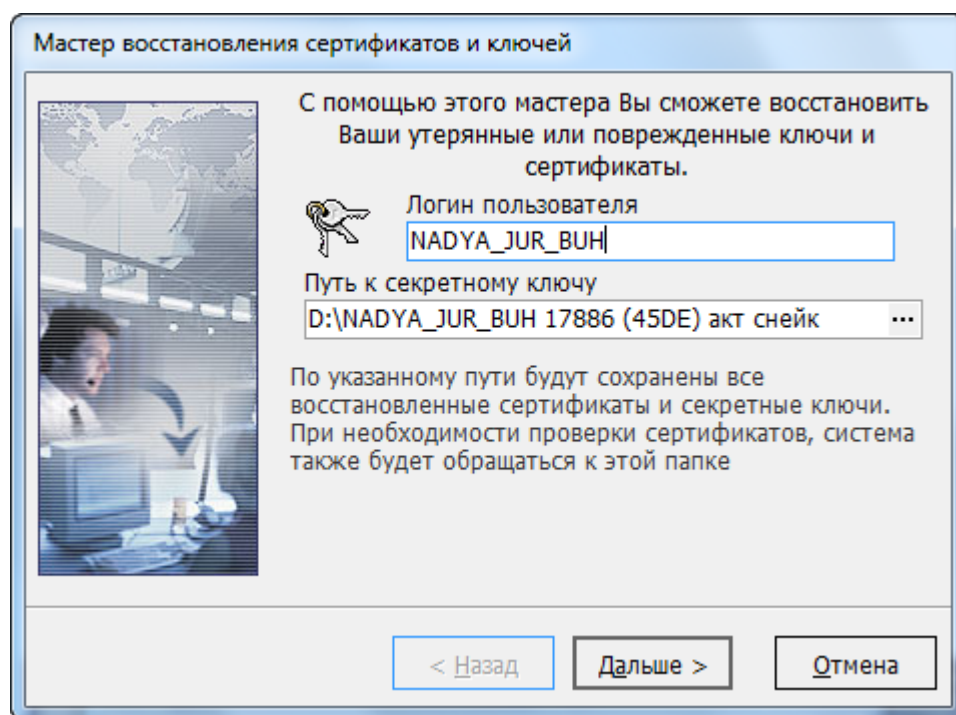 Мастер восстановления сертификатов и ключей
С помощью этого мастера Вы сможете восстановить
Ваши утерянные или поврежденные ключи и
сертификаты.
Логин пользователя
NADYA_JUR_BUH
Путь к секретному ключу
D:\NADYA_JUR_BUH 17886 (45DE) акт снейк ...
По указанному пути будут сохранены все
восстановленные сертификаты и секретные ключи.
При необходимости проверки сертификатов, система
также будет обращаться к этой папке
< Назад Дальше > Отмена